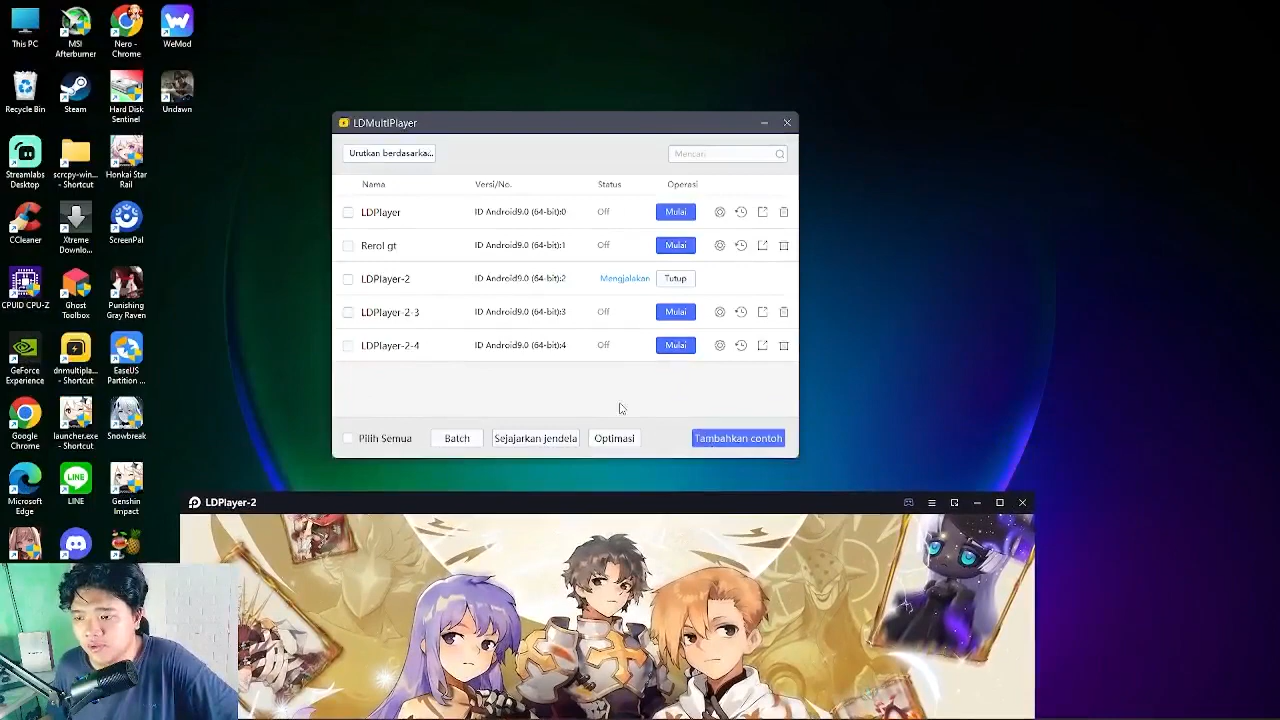 This PC
MSI Afterburner
Nero - Chrome
WeMod
Recycle Bin
Steam
Hard Disk Sentinel
Undawn
Streamlabs Desktop
scrcpy-win... - Shortcut
Honkai Star Rail
CCleaner
Xtreme Downlo...
ScreenPal
CPUID CPU-Z
Ghost Toolbox
Punishing Gray Raven
GeForce Experience
dnmultipla... - Shortcut
EaseUS Partition ...
Google Chrome
launcher.exe - Shortcut
Snowbreak
Microsoft Edge
LINE
Genshin Impact
LDMultiPlayer
Urutkan berdasarka...
Mencari
Nama Versi/No. Status Operasi
LDPlayer ID Android9.0 (64-bit):0 Off Mulai
Rerol gt ID Android9.0 (64-bit):1 Off Mulai
LDPlayer-2 ID Android9.0 (64-bit):2 Mengjalakan Tutup
LDPlayer-2-3 ID Android9.0 (64-bit):3 Off Mulai
LDPlayer-2-4 ID Android9.0 (64-bit):4 Off Mulai
Pilih Semua Batch Sejajarkan jendela Optimasi Tambahkan contoh
LDPlayer-2